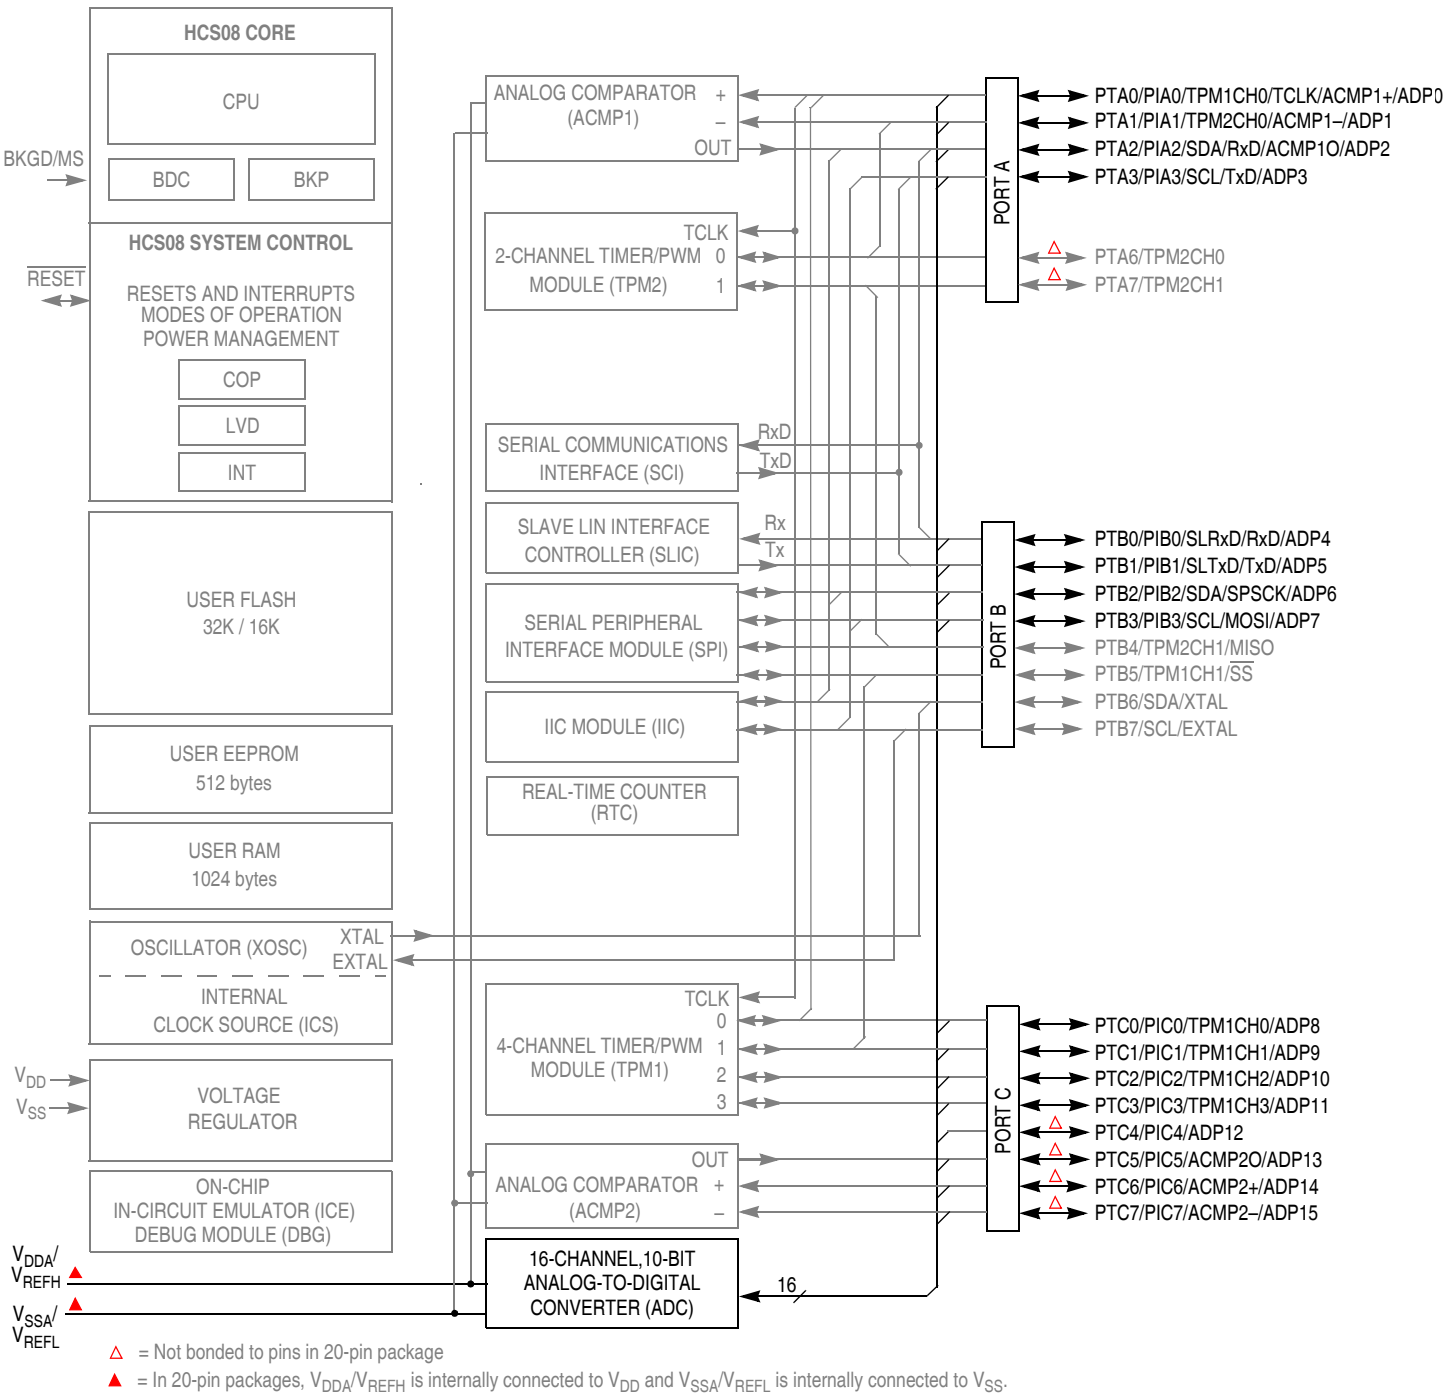 HCS08 CORE
CPU
BKGD/MS
BDC
BKP
HCS08 SYSTEM CONTROL
RESET
RESETS AND INTERRUPTS
MODES OF OPERATION
POWER MANAGEMENT
COP
LVD
INT
USER FLASH
32K / 16K
USER EEPROM
512 bytes
USER RAM
1024 bytes
OSCILLATOR (XOSC)
XTAL
EXTAL
INTERNAL
CLOCK SOURCE (ICS)
VDD
VSS
VOLTAGE
REGULATOR
ON-CHIP
IN-CIRCUIT EMULATOR (ICE)
DEBUG MODULE (DBG)
VDDA/
VREFH
VSSA/
VREFL
ANALOG COMPARATOR
(ACMP1)
+
–
OUT
TCLK
2-CHANNEL TIMER/PWM 0
MODULE (TPM2) 1
SERIAL COMMUNICATIONS
INTERFACE (SCI)
RxD
TxD
SLAVE LIN INTERFACE
CONTROLLER (SLIC)
Rx
Tx
SERIAL PERIPHERAL
INTERFACE MODULE (SPI)
IIC MODULE (IIC)
REAL-TIME COUNTER
(RTC)
TCLK
0
4-CHANNEL TIMER/PWM 1
MODULE (TPM1) 2
3
OUT
ANALOG COMPARATOR +
(ACMP2) –
16-CHANNEL,10-BIT
ANALOG-TO-DIGITAL
CONVERTER (ADC)
16
PORT A
PTA0/PIA0/TPM1CH0/TCLK/ACMP1+/ADP0
PTA1/PIA1/TPM2CH0/ACMP1–/ADP1
PTA2/PIA2/SDA/RxD/ACMP1O/ADP2
PTA3/PIA3/SCL/TxD/ADP3
PTA6/TPM2CH0
PTA7/TPM2CH1
PORT B
PTB0/PIB0/SLRxD/RxD/ADP4
PTB1/PIB1/SLTxD/TxD/ADP5
PTB2/PIB2/SDA/SPSCK/ADP6
PTB3/PIB3/SCL/MOSI/ADP7
PTB4/TPM2CH1/MISO
PTB5/TPM1CH1/SS
PTB6/SDA/XTAL
PTB7/SCL/EXTAL
PORT C
PTC0/PIC0/TPM1CH0/ADP8
PTC1/PIC1/TPM1CH1/ADP9
PTC2/PIC2/TPM1CH2/ADP10
PTC3/PIC3/TPM1CH3/ADP11
PTC4/PIC4/ADP12
PTC5/PIC5/ACMP2O/ADP13
PTC6/PIC6/ACMP2+/ADP14
PTC7/PIC7/ACMP2–/ADP15
△ = Not bonded to pins in 20-pin package
▲ = In 20-pin packages, VDDA/VREFH is internally connected to VDD and VSSA/VREFL is internally connected to VSS.